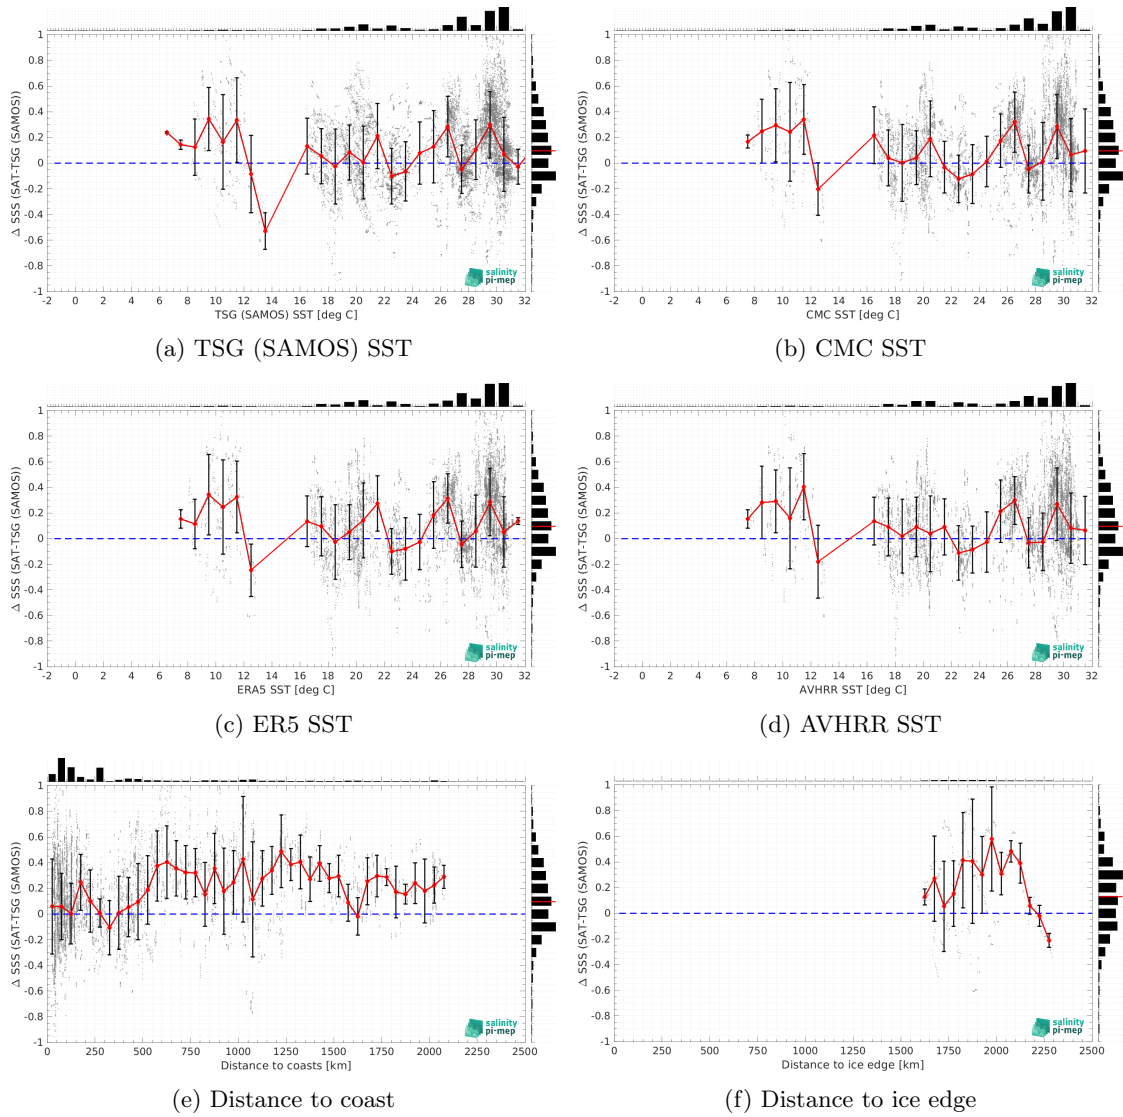 1
0.8
0.6
0.4
0.2
0
-0.2
-0.4
-0.6
-0.8
-1
Δ SSS (SAT-TSG (SAMOS))
-2 0 2 4 6 8 10 12 14 16 18 20 22 24 26 28 30 32
TSG (SAMOS) SST [deg C]
salinity
pi-mep
(a) TSG (SAMOS) SST
1
0.8
0.6
0.4
0.2
0
-0.2
-0.4
-0.6
-0.8
-1
Δ SSS (SAT-TSG (SAMOS))
-2 0 2 4 6 8 10 12 14 16 18 20 22 24 26 28 30 32
CMC SST [deg C]
salinity
pi-mep
(b) CMC SST
1
0.8
0.6
0.4
0.2
0
-0.2
-0.4
-0.6
-0.8
-1
Δ SSS (SAT-TSG (SAMOS))
-2 0 2 4 6 8 10 12 14 16 18 20 22 24 26 28 30 32
ERA5 SST [deg C]
salinity
pi-mep
(c) ER5 SST
1
0.8
0.6
0.4
0.2
0
-0.2
-0.4
-0.6
-0.8
-1
Δ SSS (SAT-TSG (SAMOS))
-2 0 2 4 6 8 10 12 14 16 18 20 22 24 26 28 30 32
AVHRR SST [deg C]
salinity
pi-mep
(d) AVHRR SST
1
0.8
0.6
0.4
0.2
0
-0.2
-0.4
-0.6
-0.8
-1
Δ SSS (SAT-TSG (SAMOS))
0 250 500 750 1000 1250 1500 1750 2000 2250 2500
Distance to coasts [km]
salinity
pi-mep
(e) Distance to coast
1
0.8
0.6
0.4
0.2
0
-0.2
-0.4
-0.6
-0.8
-1
Δ SSS (SAT-TSG (SAMOS))
0 250 500 750 1000 1250 1500 1750 2000 2250 2500
Distance to ice edge [km]
salinity
pi-mep
(f) Distance to ice edge